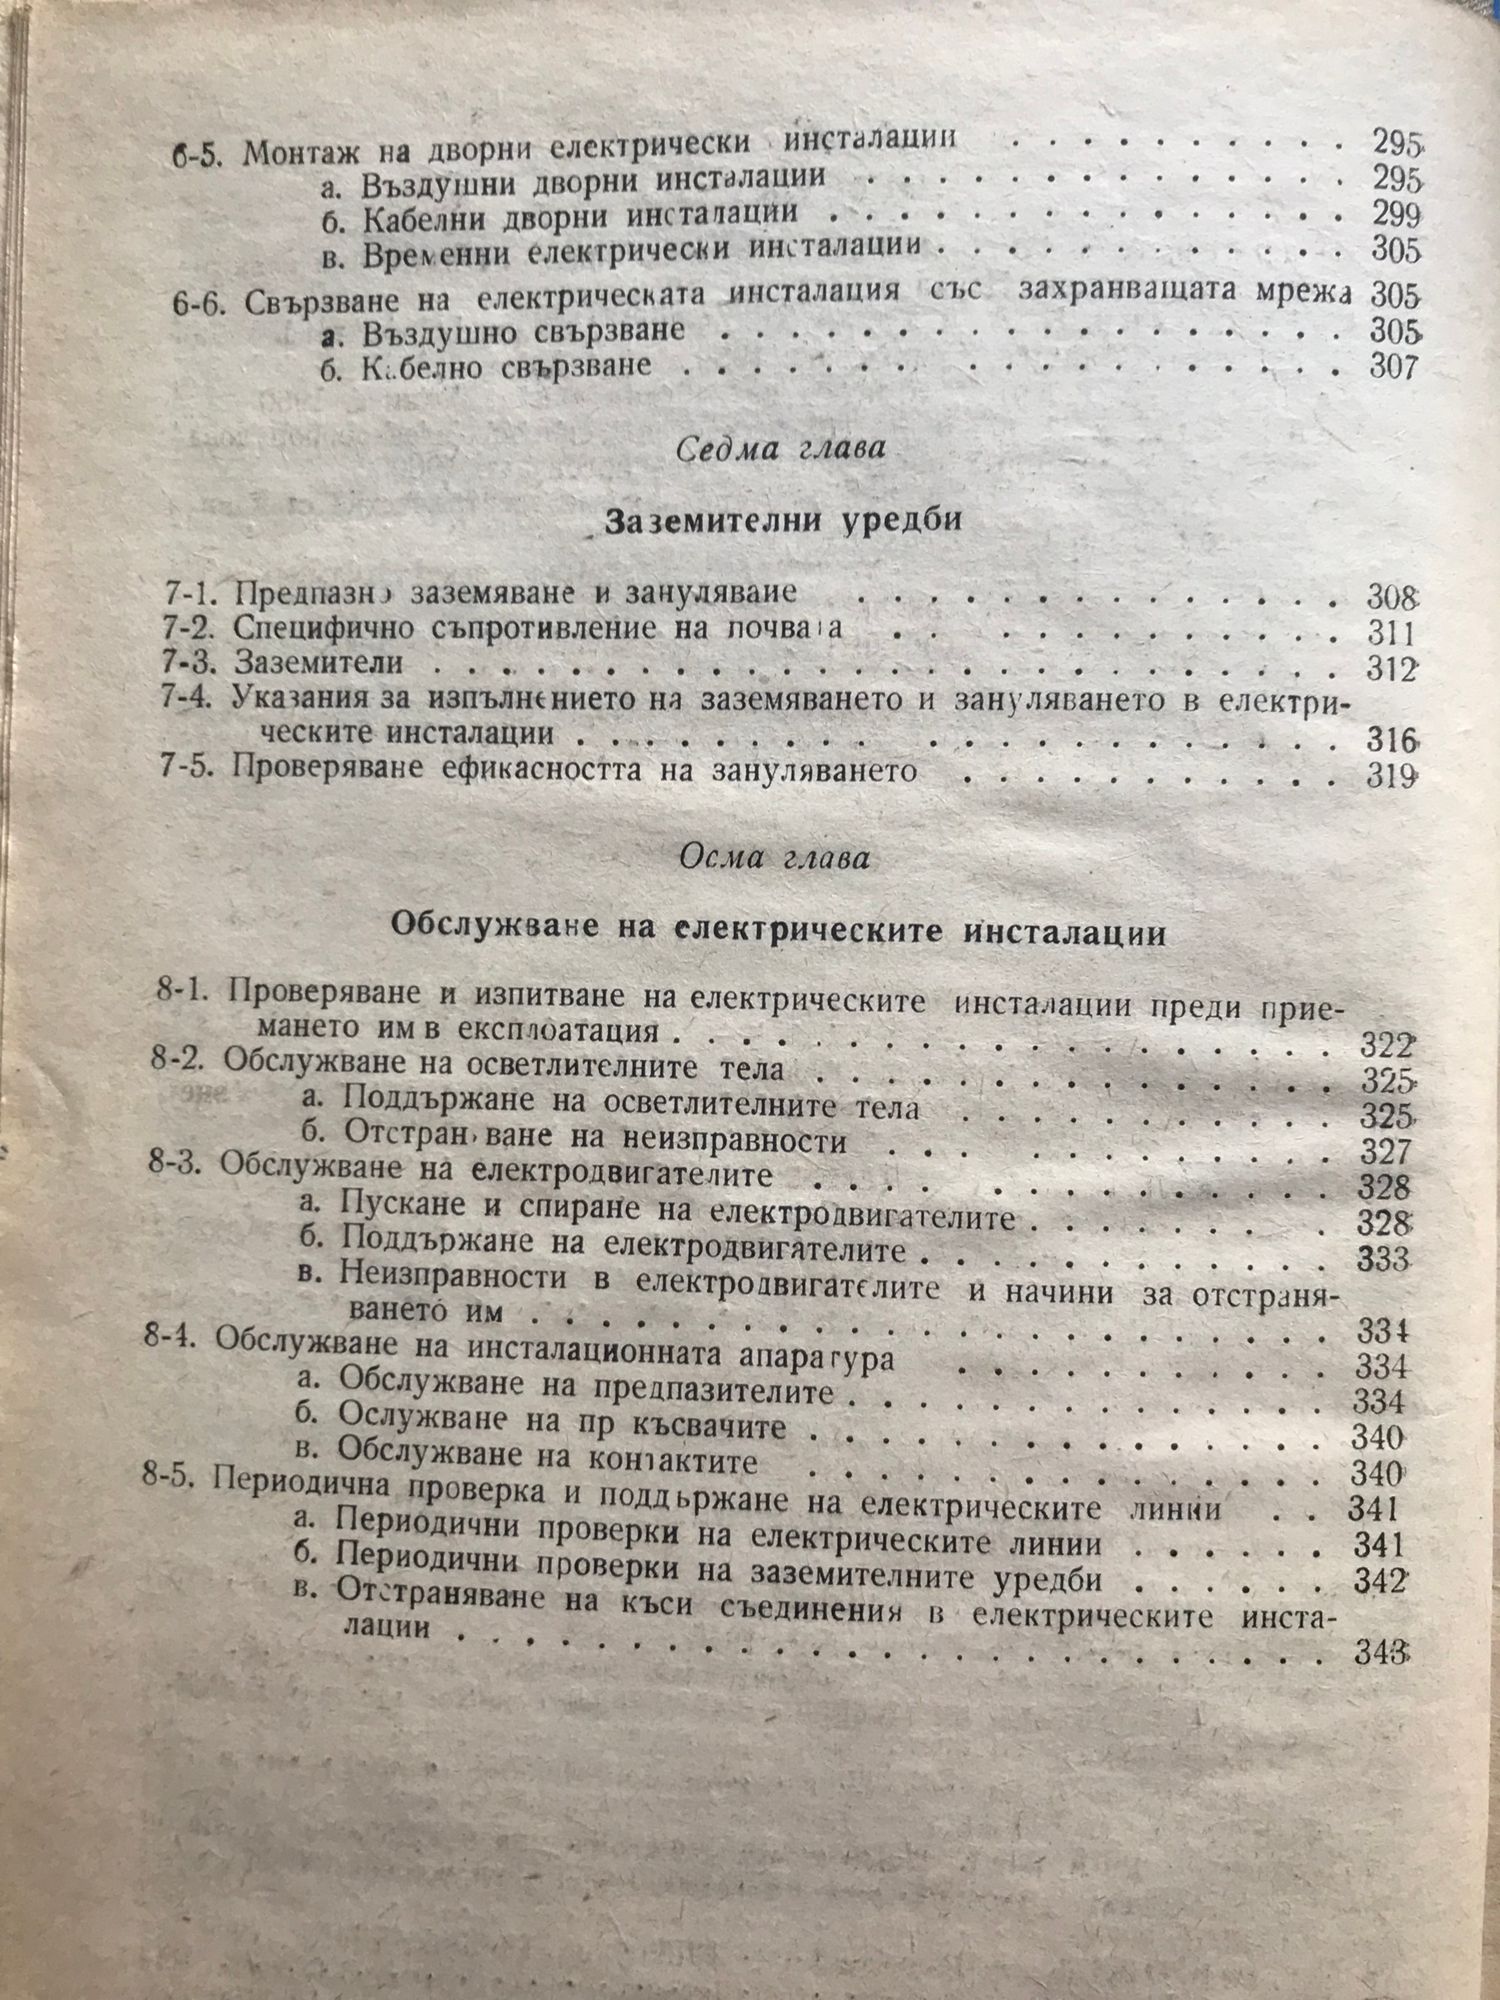 6-5. Монтаж на дворни електрически инсталации . . . . . . . . . . 295
а. Въздушни дворни инсталации . . . . . . . . . . . . . . 295
б. Кабелни дворни инсталации . . . . . . . . . . . . . . . 299
в. Временни електрически инсталации . . . . . . . . . . . . 305
6-6. Свързване на електрическата инсталация със захранващата мрежа 305
а. Въздушно свързване . . . . . . . . . . . . . . . . . . 305
б. Кабелно свързване . . . . . . . . . . . . . . . . . . 307
Седма глава
Заземителни уредби
7-1. Предпазно заземяване и зануляване . . . . . . . . . . . . . . 308
7-2. Специфично съпротивление на почвата . . . . . . . . . . . . 311
7-3. Заземители . . . . . . . . . . . . . . . . . . . . . . . . . . 312
7-4. Указания за изпълнението на заземяването и зануляването в електри-
ческите инсталации . . . . . . . . . . . . . . . . . . . . . 316
7-5. Проверяване ефикасността на зануляването . . . . . . . . . . . 319
Осма глава
Обслужване на електрическите инсталации
8-1. Проверяване и изпитване на електрическите инсталации преди прие-
мането им в експлоатация . . . . . . . . . . . . . . . . . . . 322
8-2. Обслужване на осветлителните тела . . . . . . . . . . . . . . . 325
а. Поддържане на осветлителните тела . . . . . . . . . . . 325
б. Отстраняване на неизправности . . . . . . . . . . . . 327
8-3. Обслужване на електродвигателите . . . . . . . . . . . . . . 328
а. Пускане и спиране на електродвигателите . . . . . . . . 328
б. Поддържане на електродвигателите . . . . . . . . . . . . 333
в. Неизправности в електродвигателите и начини за отстраня-
ването им . . . . . . . . . . . . . . . . . . . . . . 334
8-4. Обслужване на инсталационната апаратура . . . . . . . . . . . 334
а. Обслужване на предпазителите . . . . . . . . . . . . . . 334
б. Ослужване на пр късвачите . . . . . . . . . . . . . . . 340
в. Обслужване на контактите . . . . . . . . . . . . . . . 340
8-5. Периодична проверка и поддържане на електрическите линии . . 341
а. Периодични проверки на електрическите линии . . . . . . 341
б. Периодични проверки на заземителните уредби . . . . . . 342
в. Отстраняване на къси съединения в електрическите инста-
лации . . . . . . . . . . . . . . . . . . . . . . . . 343